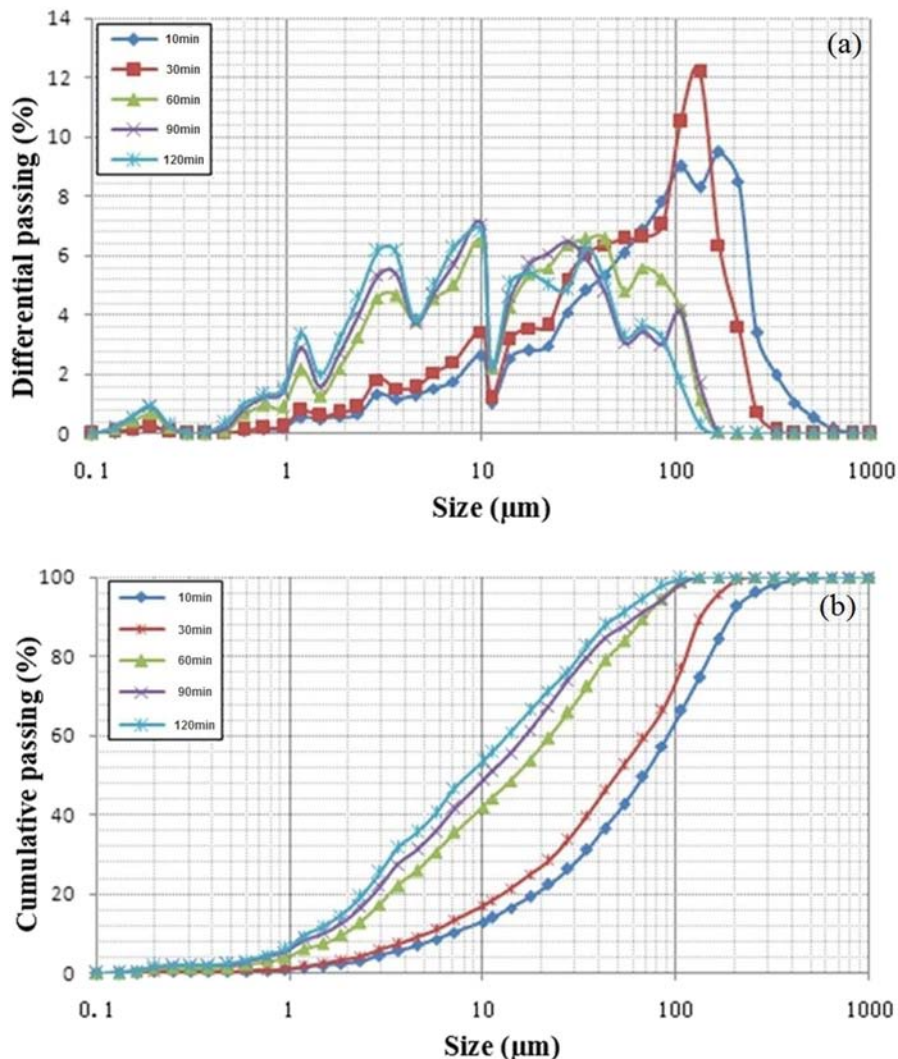 14
12
10
8
6
4
2
0
Differential passing (%)
10min
30min
60min
90min
120min
(a)
0.1
1
10
100
1000
Size (μm)
100
80
60
40
20
0
Cumulative passing (%)
10min
30min
60min
90min
120min
(b)
0.1
1
10
100
1000
Size (μm)